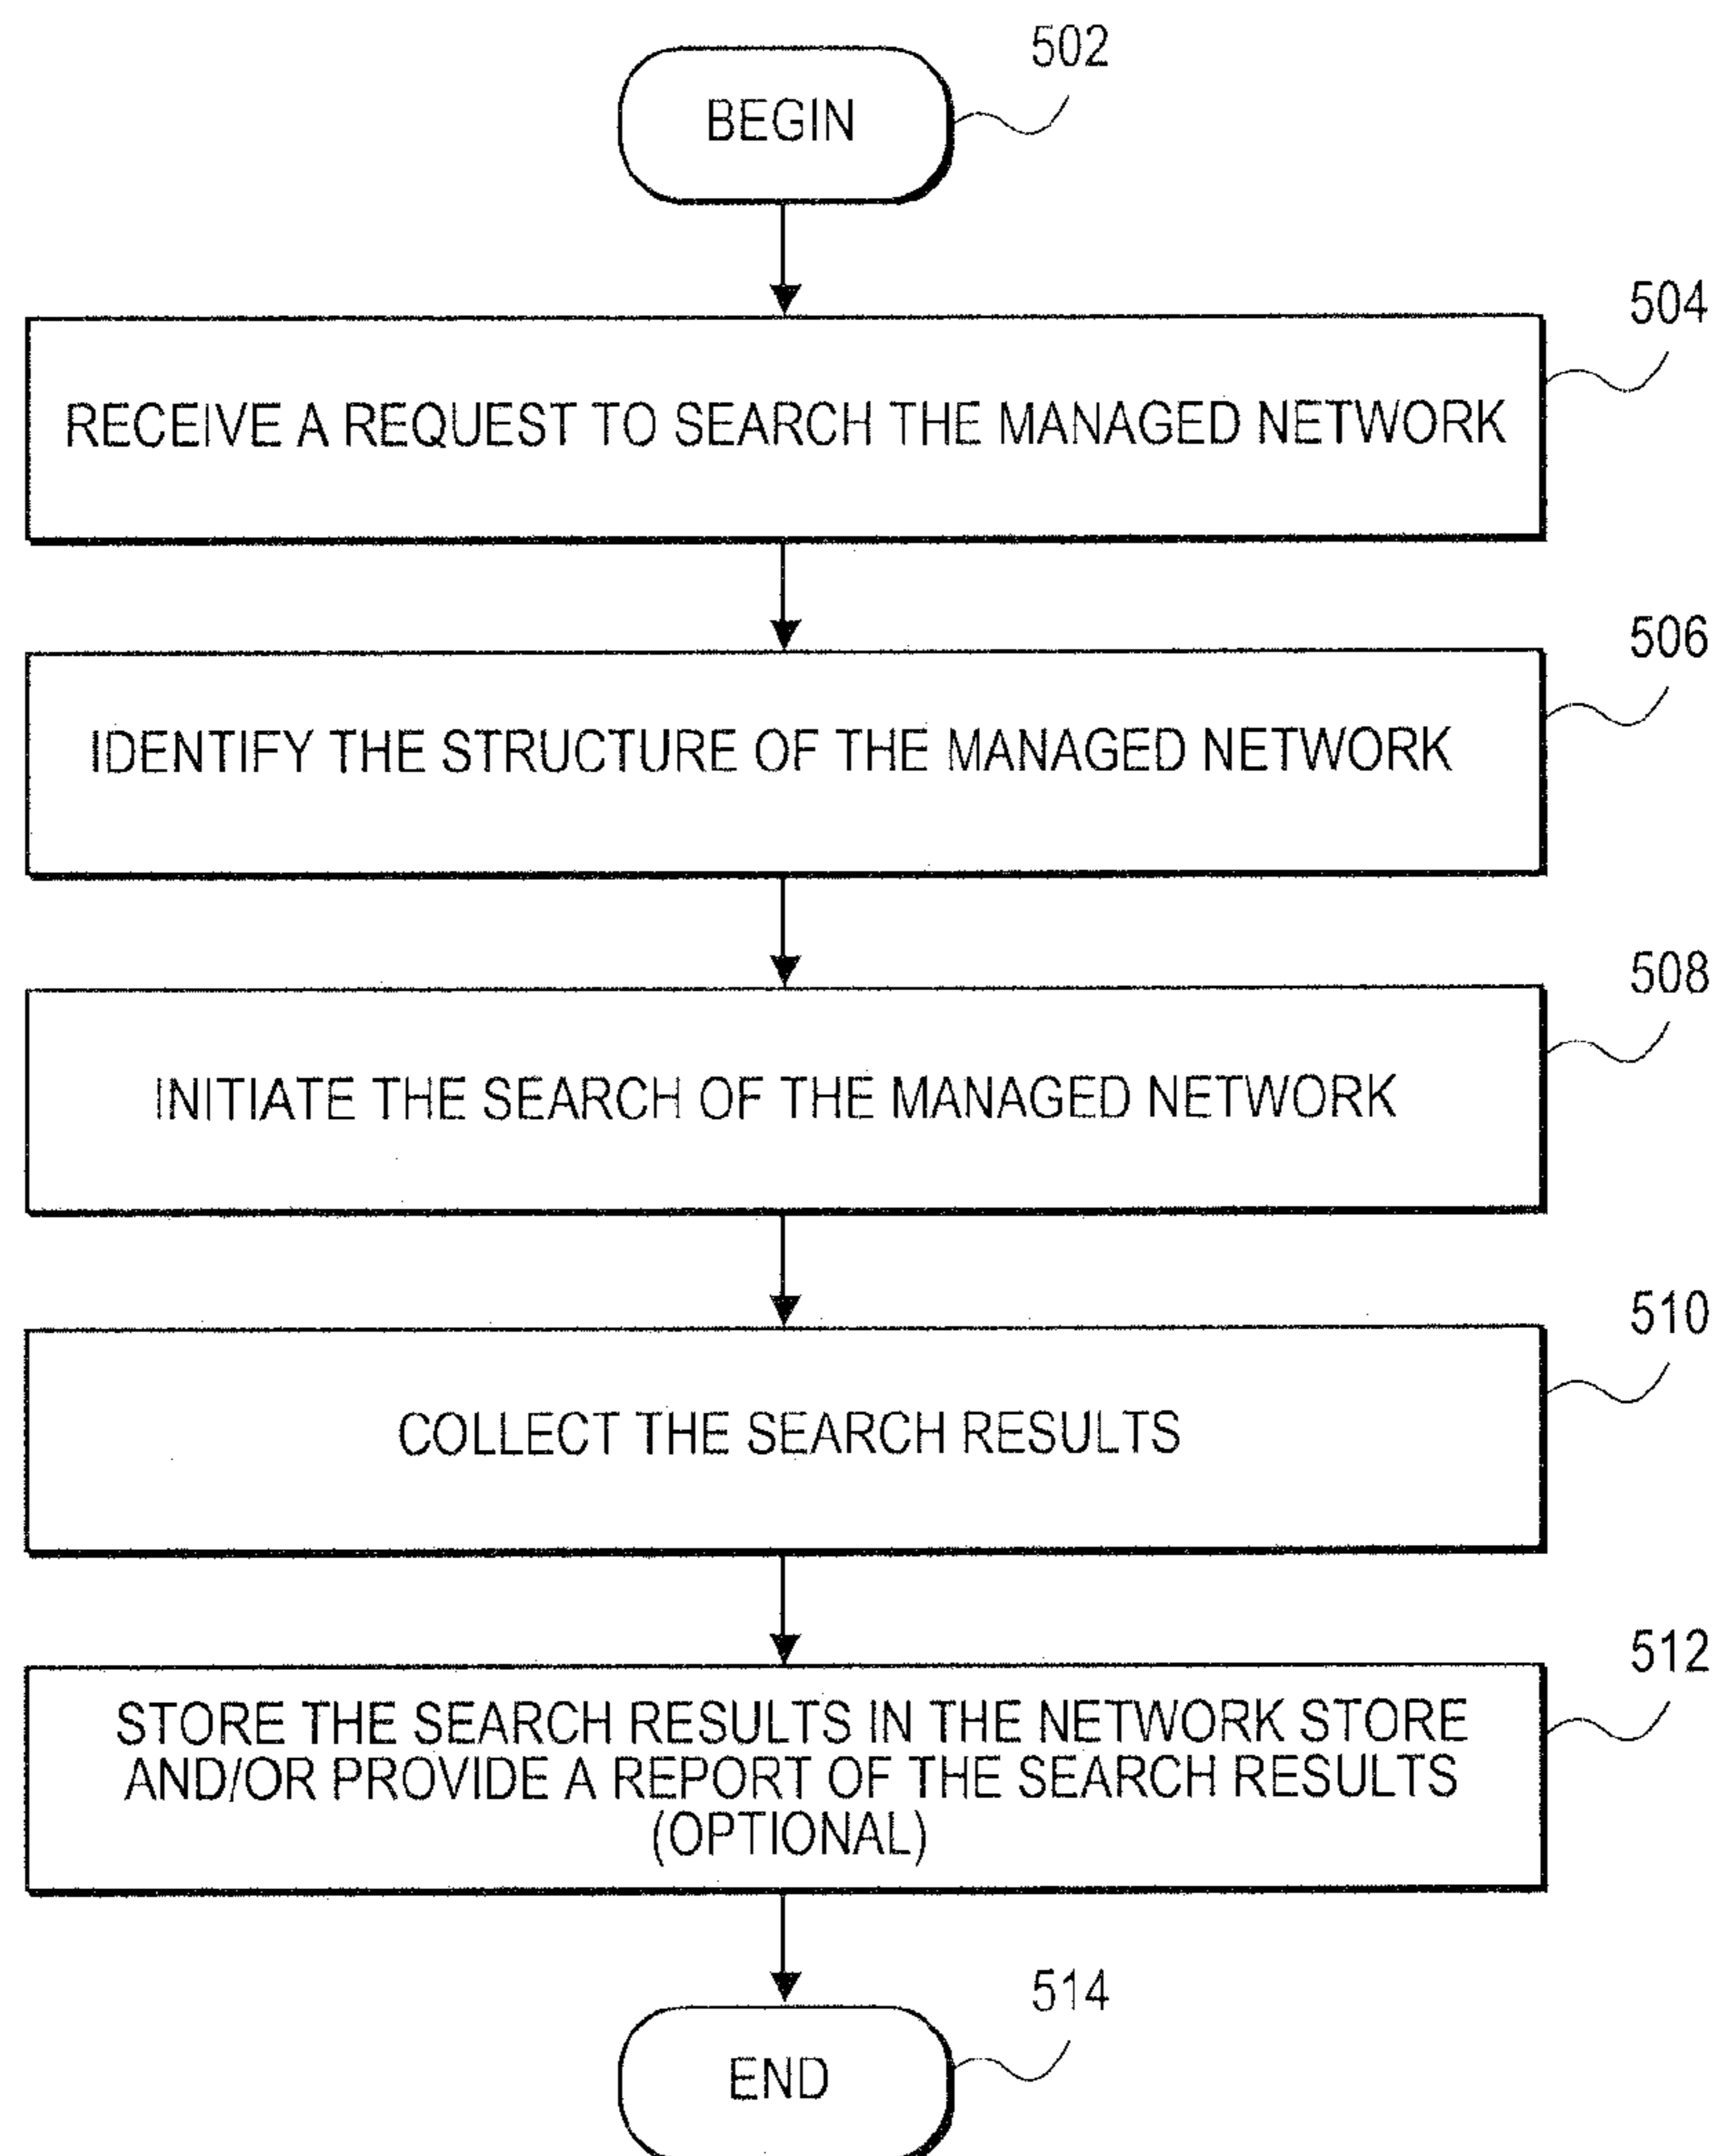 502
BEGIN
504
RECEIVE A REQUEST TO SEARCH THE MANAGED NETWORK
506
IDENTIFY THE STRUCTURE OF THE MANAGED NETWORK
508
INITIATE THE SEARCH OF THE MANAGED NETWORK
510
COLLECT THE SEARCH RESULTS
512
STORE THE SEARCH RESULTS IN THE NETWORK STORE
AND/OR PROVIDE A REPORT OF THE SEARCH RESULTS
(OPTIONAL)
514
END